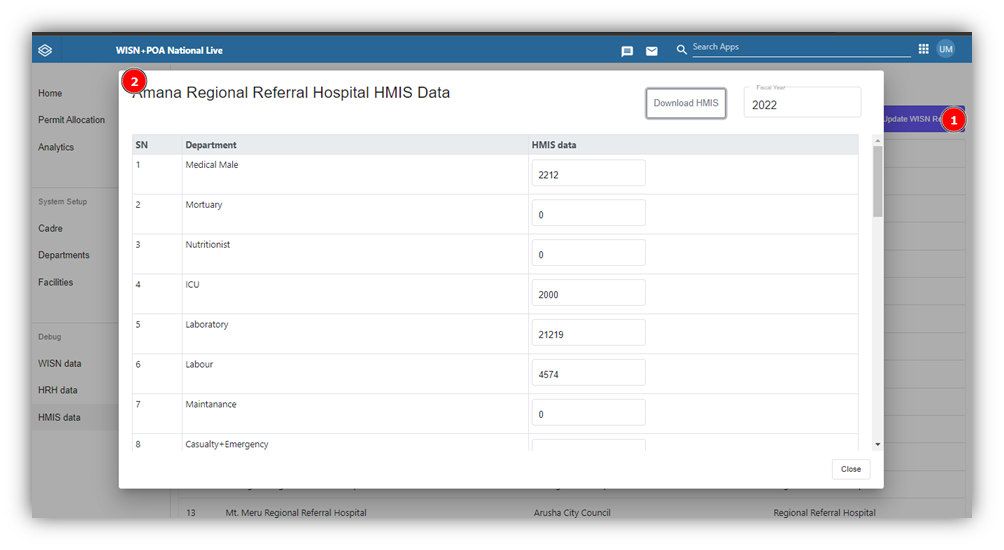 WISN+POA National Live
Search Apps
UM
2
Amana Regional Referral Hospital HMIS Data
Download HMIS
Fiscal Year
2022
Update WISN
1
Home
Permit Allocation
Analytics
System Setup
Cadre
Departments
Facilities
Debug
WISN data
HRH data
HMIS data
SN Department HMIS data
1 Medical Male 2212
2 Mortuary 0
3 Nutritionist 0
4 ICU 2000
5 Laboratory 21219
6 Labour 4574
7 Maintanance 0
8 Casualty+Emergency
Close
13 Mt. Meru Regional Referral Hospital Arusha City Council Regional Referral Hospital